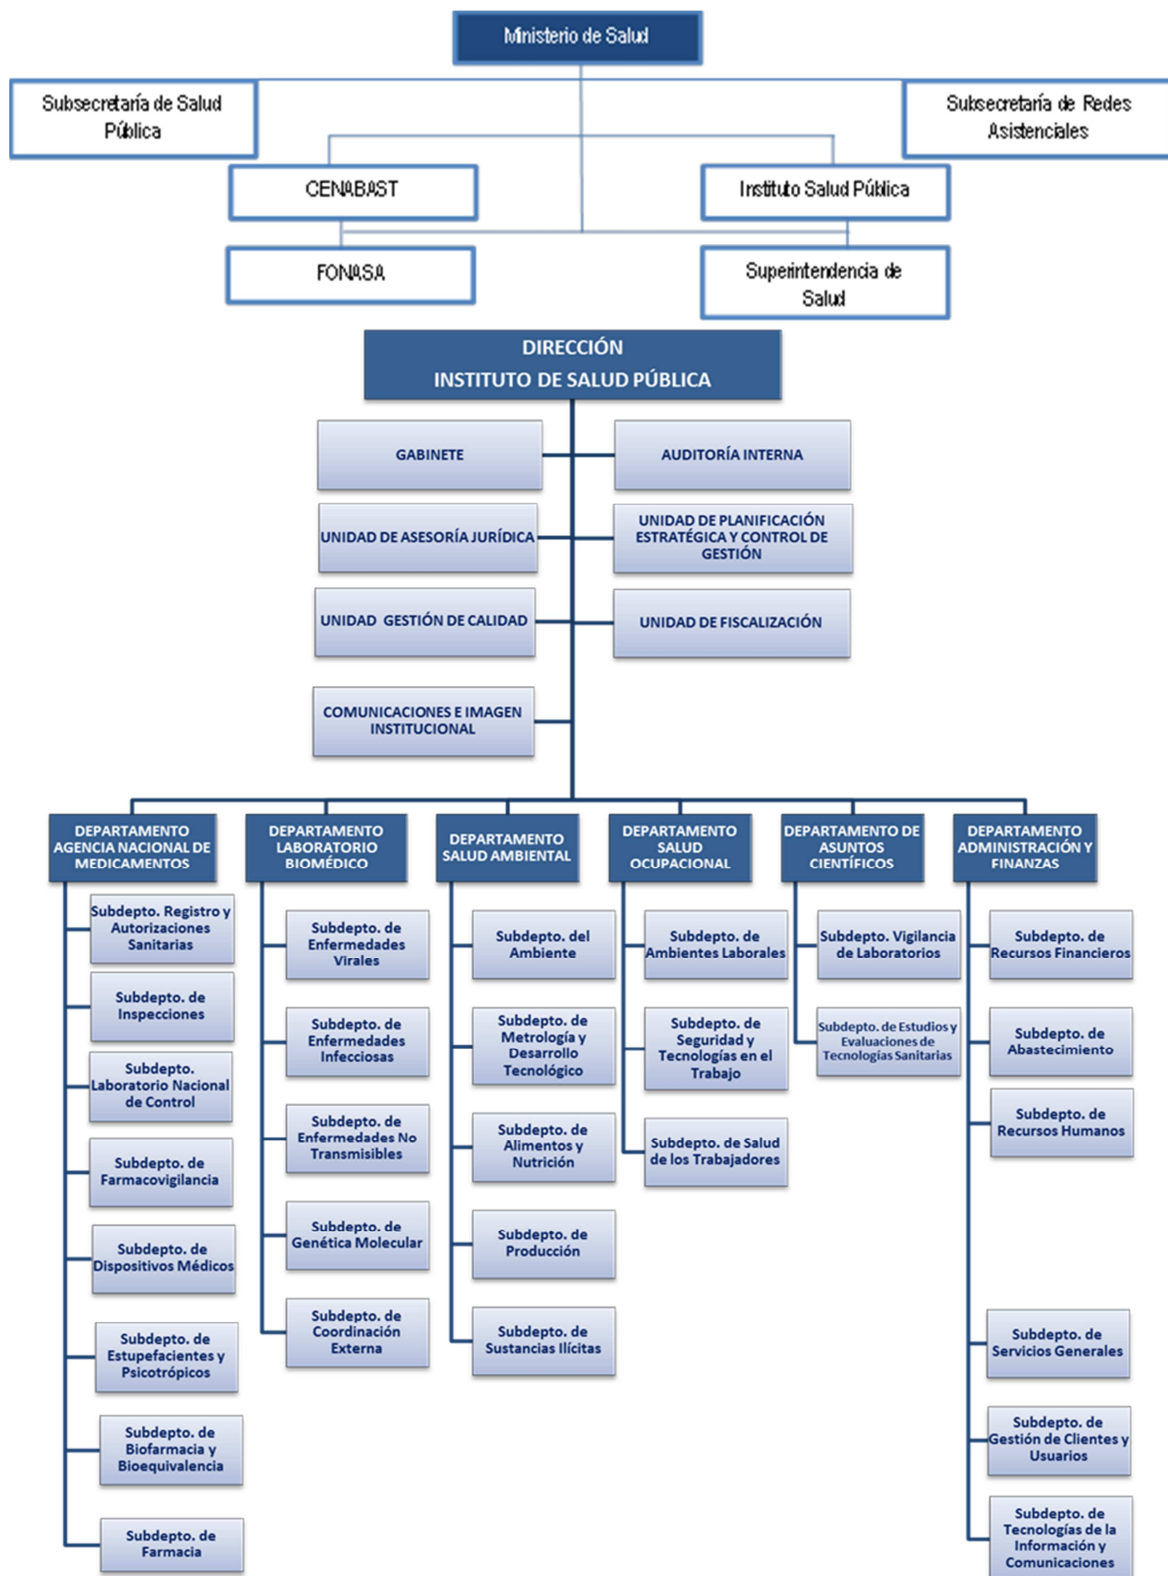 Ministerio de Salud
Subsecretaría de Salud
Pública
Subsecretaría de Redes
Asistenciales
CENABAST
Instituto Salud Pública
FONASA
Superintendencia de
Salud
DIRECCIÓN
INSTITUTO DE SALUD PÚBLICA
GABINETE
AUDITORÍA INTERNA
UNIDAD DE ASESORÍA JURÍDICA
UNIDAD DE PLANIFICACIÓN
ESTRATÉGICA Y CONTROL DE
GESTIÓN
UNIDAD GESTIÓN DE CALIDAD
UNIDAD DE FISCALIZACIÓN
COMUNICACIONES E IMAGEN
INSTITUCIONAL
DEPARTAMENTO
AGENCIA NACIONAL DE
MEDICAMENTOS
Subdepto. Registro y
Autorizaciones
Sanitarias
Subdepto. de
Inspecciones
Subdepto.
Laboratorio Nacional
de Control
Subdepto. de
Farmacovigilancia
Subdepto. de
Dispositivos Médicos
Subdepto. de
Estupefacientes y
Psicotrópicos
Subdepto. de
Biofarmacia y
Bioequivalencia
Subdepto. de
Farmacia
DEPARTAMENTO
LABORATORIO
BIOMÉDICO
Subdepto. de
Enfermedades
Virales
Subdepto. de
Enfermedades
Infecciosas
Subdepto. de
Enfermedades No
Transmisibles
Subdepto. de
Genética Molecular
Subdepto. de
Coordinación
Externa
DEPARTAMENTO
SALUD AMBIENTAL
Subdepto. del
Ambiente
Subdepto. de
Metrología y
Desarrollo
Tecnológico
Subdepto. de
Alimentos y
Nutrición
Subdepto. de
Producción
Subdepto. de
Sustancias Ilícitas
DEPARTAMENTO
SALUD
OCUPACIONAL
Subdepto. de
Ambientes Laborales
Subdepto. de
Seguridad y
Tecnologías en el
Trabajo
Subdepto. de Salud
de los Trabajadores
DEPARTAMENTO DE
ASUNTOS
CIENTÍFICOS
Subdepto. Vigilancia
de Laboratorios
Subdepto. de Estudios y
Evaluaciones de
Tecnologías Sanitarias
DEPARTAMENTO
ADMINISTRACIÓN Y
FINANZAS
Subdepto. de
Recursos Financieros
Subdepto. de
Abastecimiento
Subdepto. de
Recursos Humanos
Subdepto. de
Servicios Generales
Subdepto. de
Gestión de Clientes y
Usuarios
Subdepto. de
Tecnologías de la
Información y
Comunicaciones